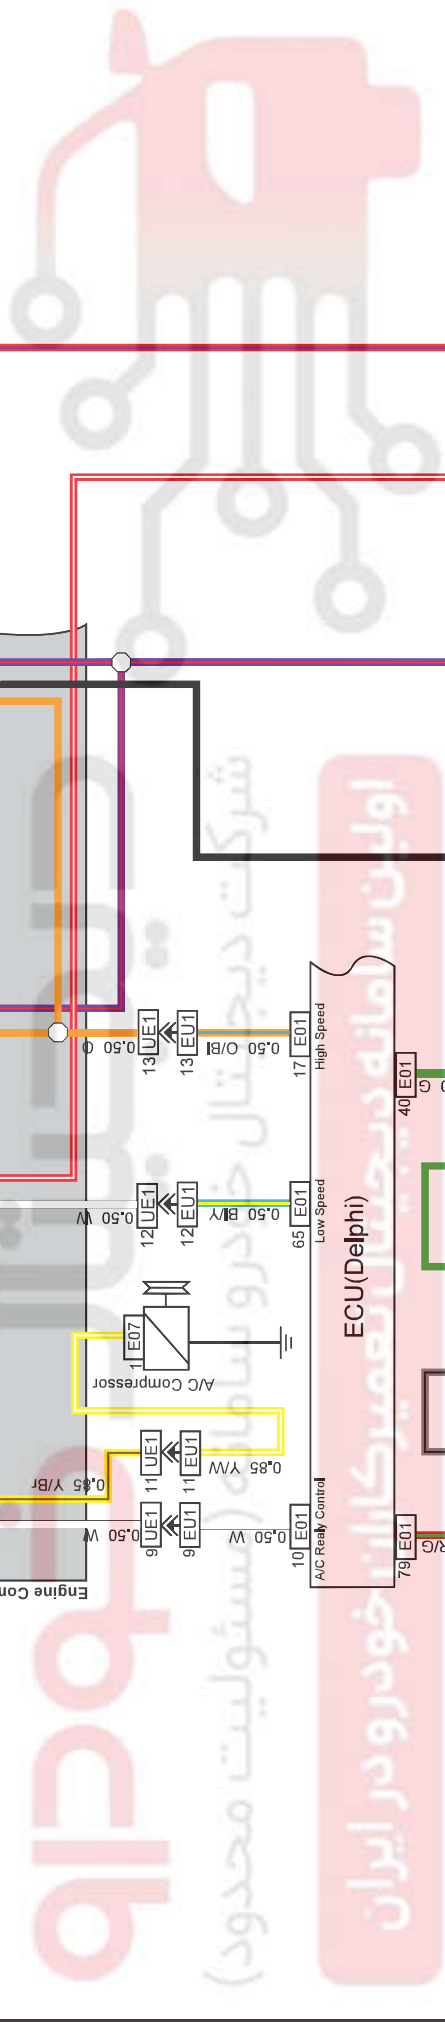 O 0.50
13 UE1
EU1 13
O/Bl 0.50
17 E01
High Speed
W 0.50
12 UE1
EU1 12
Bl/Y 0.50
65 E01
Low Speed
ECU(Delphi)
40 E01
G
1 E07
A/C Compressor
Y/Br 0.85
11 UE1
EU1 11
Y/W 0.85
W 0.50
9 UE1
EU1 9
W 0.50
10 E01
A/C Realy Control
79 E01
R/G
Engine Com
شرکت دیجیتال خودرو سامانه (مسئولیت محدود)
اولین سامانه دیجیتال تعمیرکاران خودرو در ایران